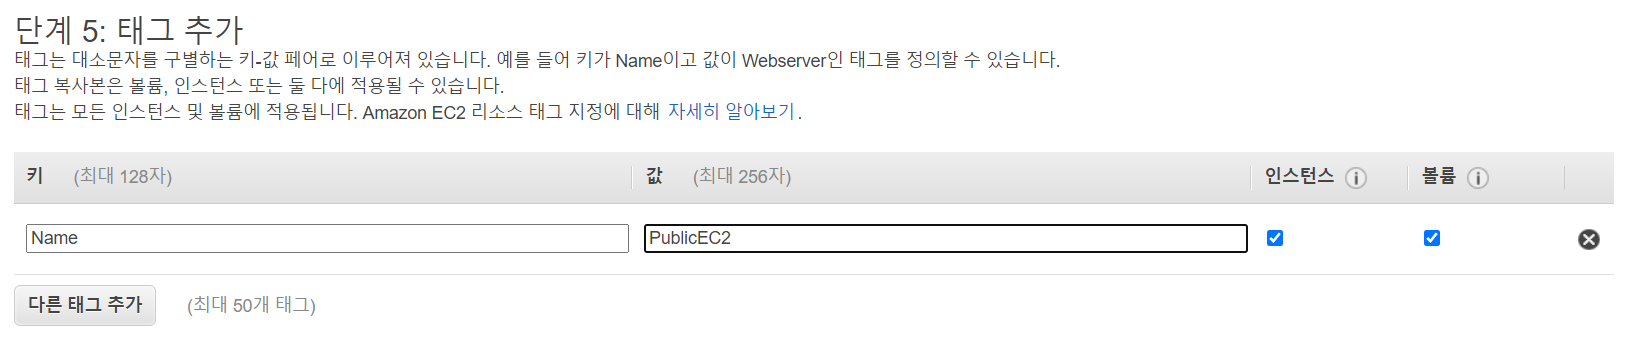 단계 5: 태그 추가
태그는 대소문자를 구별하는 키-값 페어로 이루어져 있습니다. 예를 들어 키가 Name이고 값이 Webserver인 태그를 정의할 수 있습니다.
태그 복사본은 볼륨, 인스턴스 또는 둘 다에 적용될 수 있습니다.
태그는 모든 인스턴스 및 볼륨에 적용됩니다. Amazon EC2 리소스 태그 지정에 대해 자세히 알아보기.
키 (최대 128자) 값 (최대 256자) 인스턴스 볼륨
Name PublicEC2
다른 태그 추가 (최대 50개 태그)